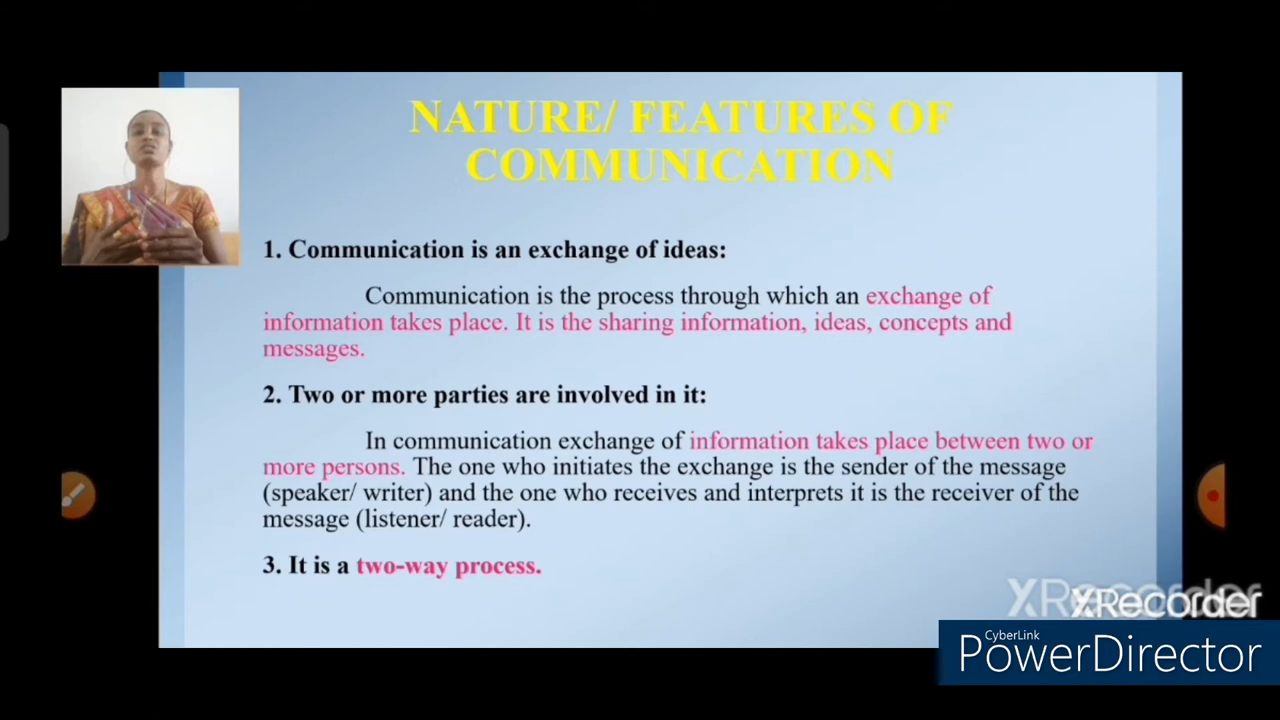 NATURE/ FEATURES OF
COMMUNICATION
1. Communication is an exchange of ideas:
Communication is the process through which an exchange of
information takes place. It is the sharing information, ideas, concepts and
messages.
2. Two or more parties are involved in it:
In communication exchange of information takes place between two or
more persons. The one who initiates the exchange is the sender of the message
(speaker/ writer) and the one who receives and interprets it is the receiver of the
message (listener/ reader).
3. It is a two-way process.
XRecorder
XRecorder
CyberLink
PowerDirector